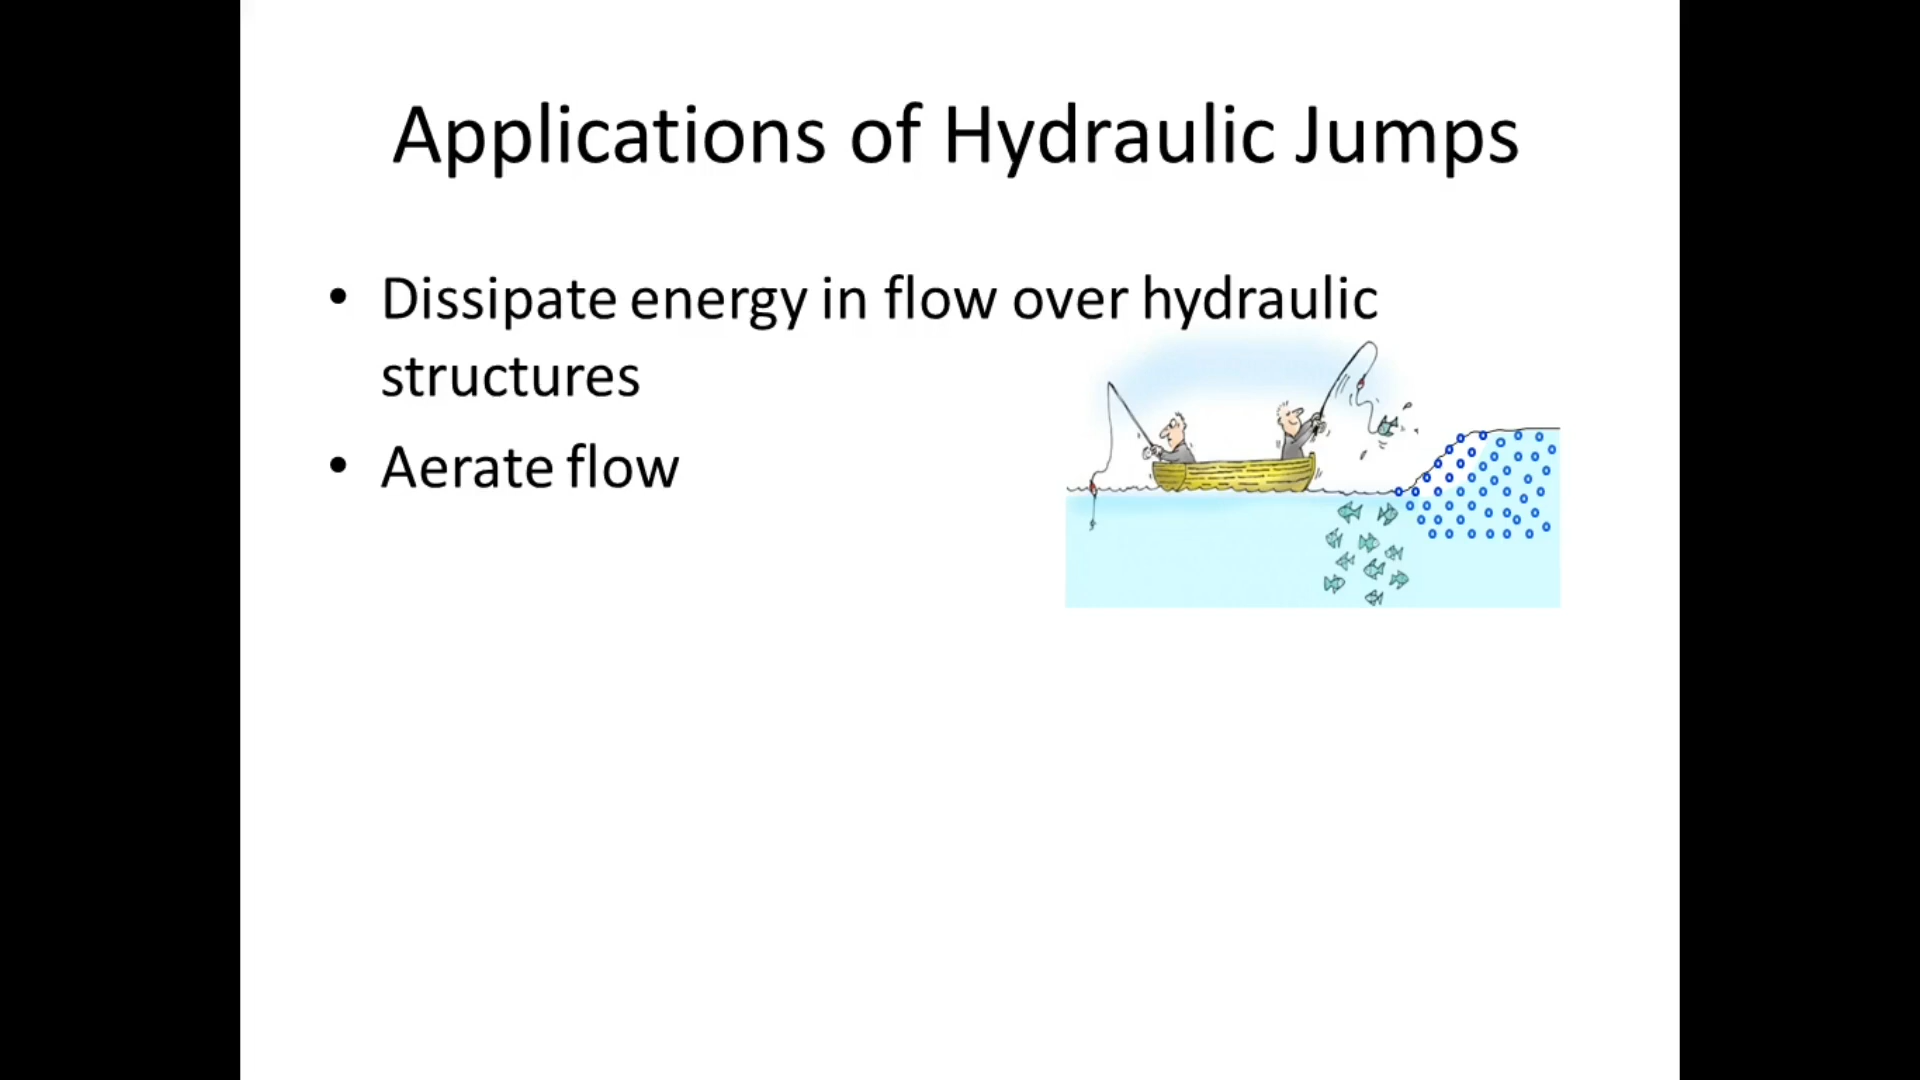 Applications of Hydraulic Jumps
• Dissipate energy in flow over hydraulic
structures
• Aerate flow